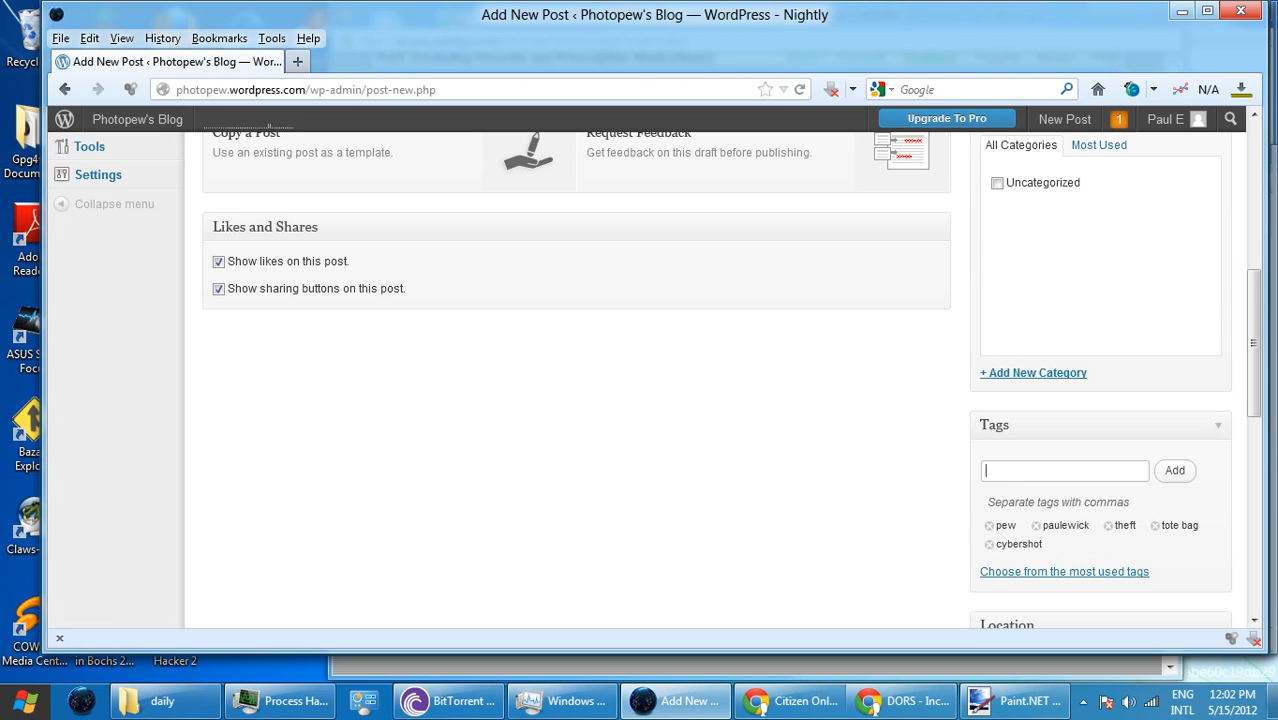 Add New Post ‹ Photopew's Blog — WordPress - Nightly
File Edit View History Bookmarks Tools Help
Add New Post ‹ Photopew's Blog — Wor...
photopew.wordpress.com/wp-admin/post-new.php
Google
N/A
Photopew's Blog
Upgrade To Pro
New Post
1
Paul E
Copy a Post
Use an existing post as a template.
Request Feedback
Get feedback on this draft before publishing.
Tools
Settings
Collapse menu
Likes and Shares
Show likes on this post.
Show sharing buttons on this post.
All Categories
Most Used
Uncategorized
+ Add New Category
Tags
Add
Separate tags with commas
pew
paulewick
theft
tote bag
cybershot
Choose from the most used tags
Location
Recycl
Gpg4
Docum
Ado
Reade
ASUS S
Foc
Baza
Explo
Claws-
COW
Media Cent...
in Bochs 2...
Hacker 2
daily
Process Ha...
BitTorrent ...
Windows ...
Add New ...
Citizen Onl...
DORS - Inc...
Paint.NET ...
ENG
INTL
12:02 PM
5/15/2012